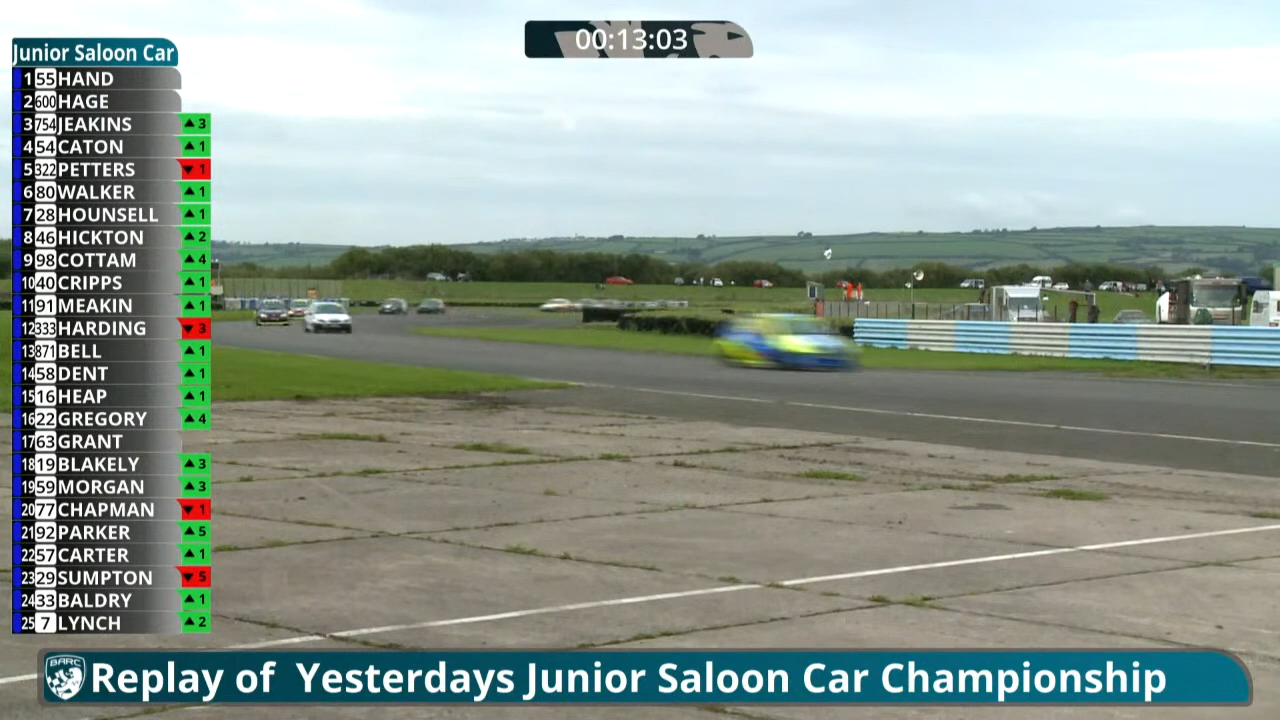 00:13:03
Junior Saloon Car
1 55 HAND
2 600 HAGE
3 754 JEAKINS ▲ 3
4 54 CATON ▲ 1
5 322 PETTERS ▼ 1
6 80 WALKER ▲ 1
7 28 HOUNSELL ▲ 1
8 46 HICKTON ▲ 2
9 98 COTTAM ▲ 4
10 40 CRIPPS ▲ 1
11 91 MEAKIN ▲ 1
12 333 HARDING ▼ 3
13 871 BELL ▲ 1
14 58 DENT ▲ 1
15 16 HEAP ▲ 1
16 22 GREGORY ▲ 4
17 63 GRANT
18 19 BLAKELY ▲ 3
19 59 MORGAN ▲ 3
20 77 CHAPMAN ▼ 1
21 92 PARKER ▲ 5
22 57 CARTER ▲ 1
23 29 SUMPTON ▼ 5
24 33 BALDRY ▲ 1
25 7 LYNCH ▲ 2
BARC
Replay of Yesterdays Junior Saloon Car Championship